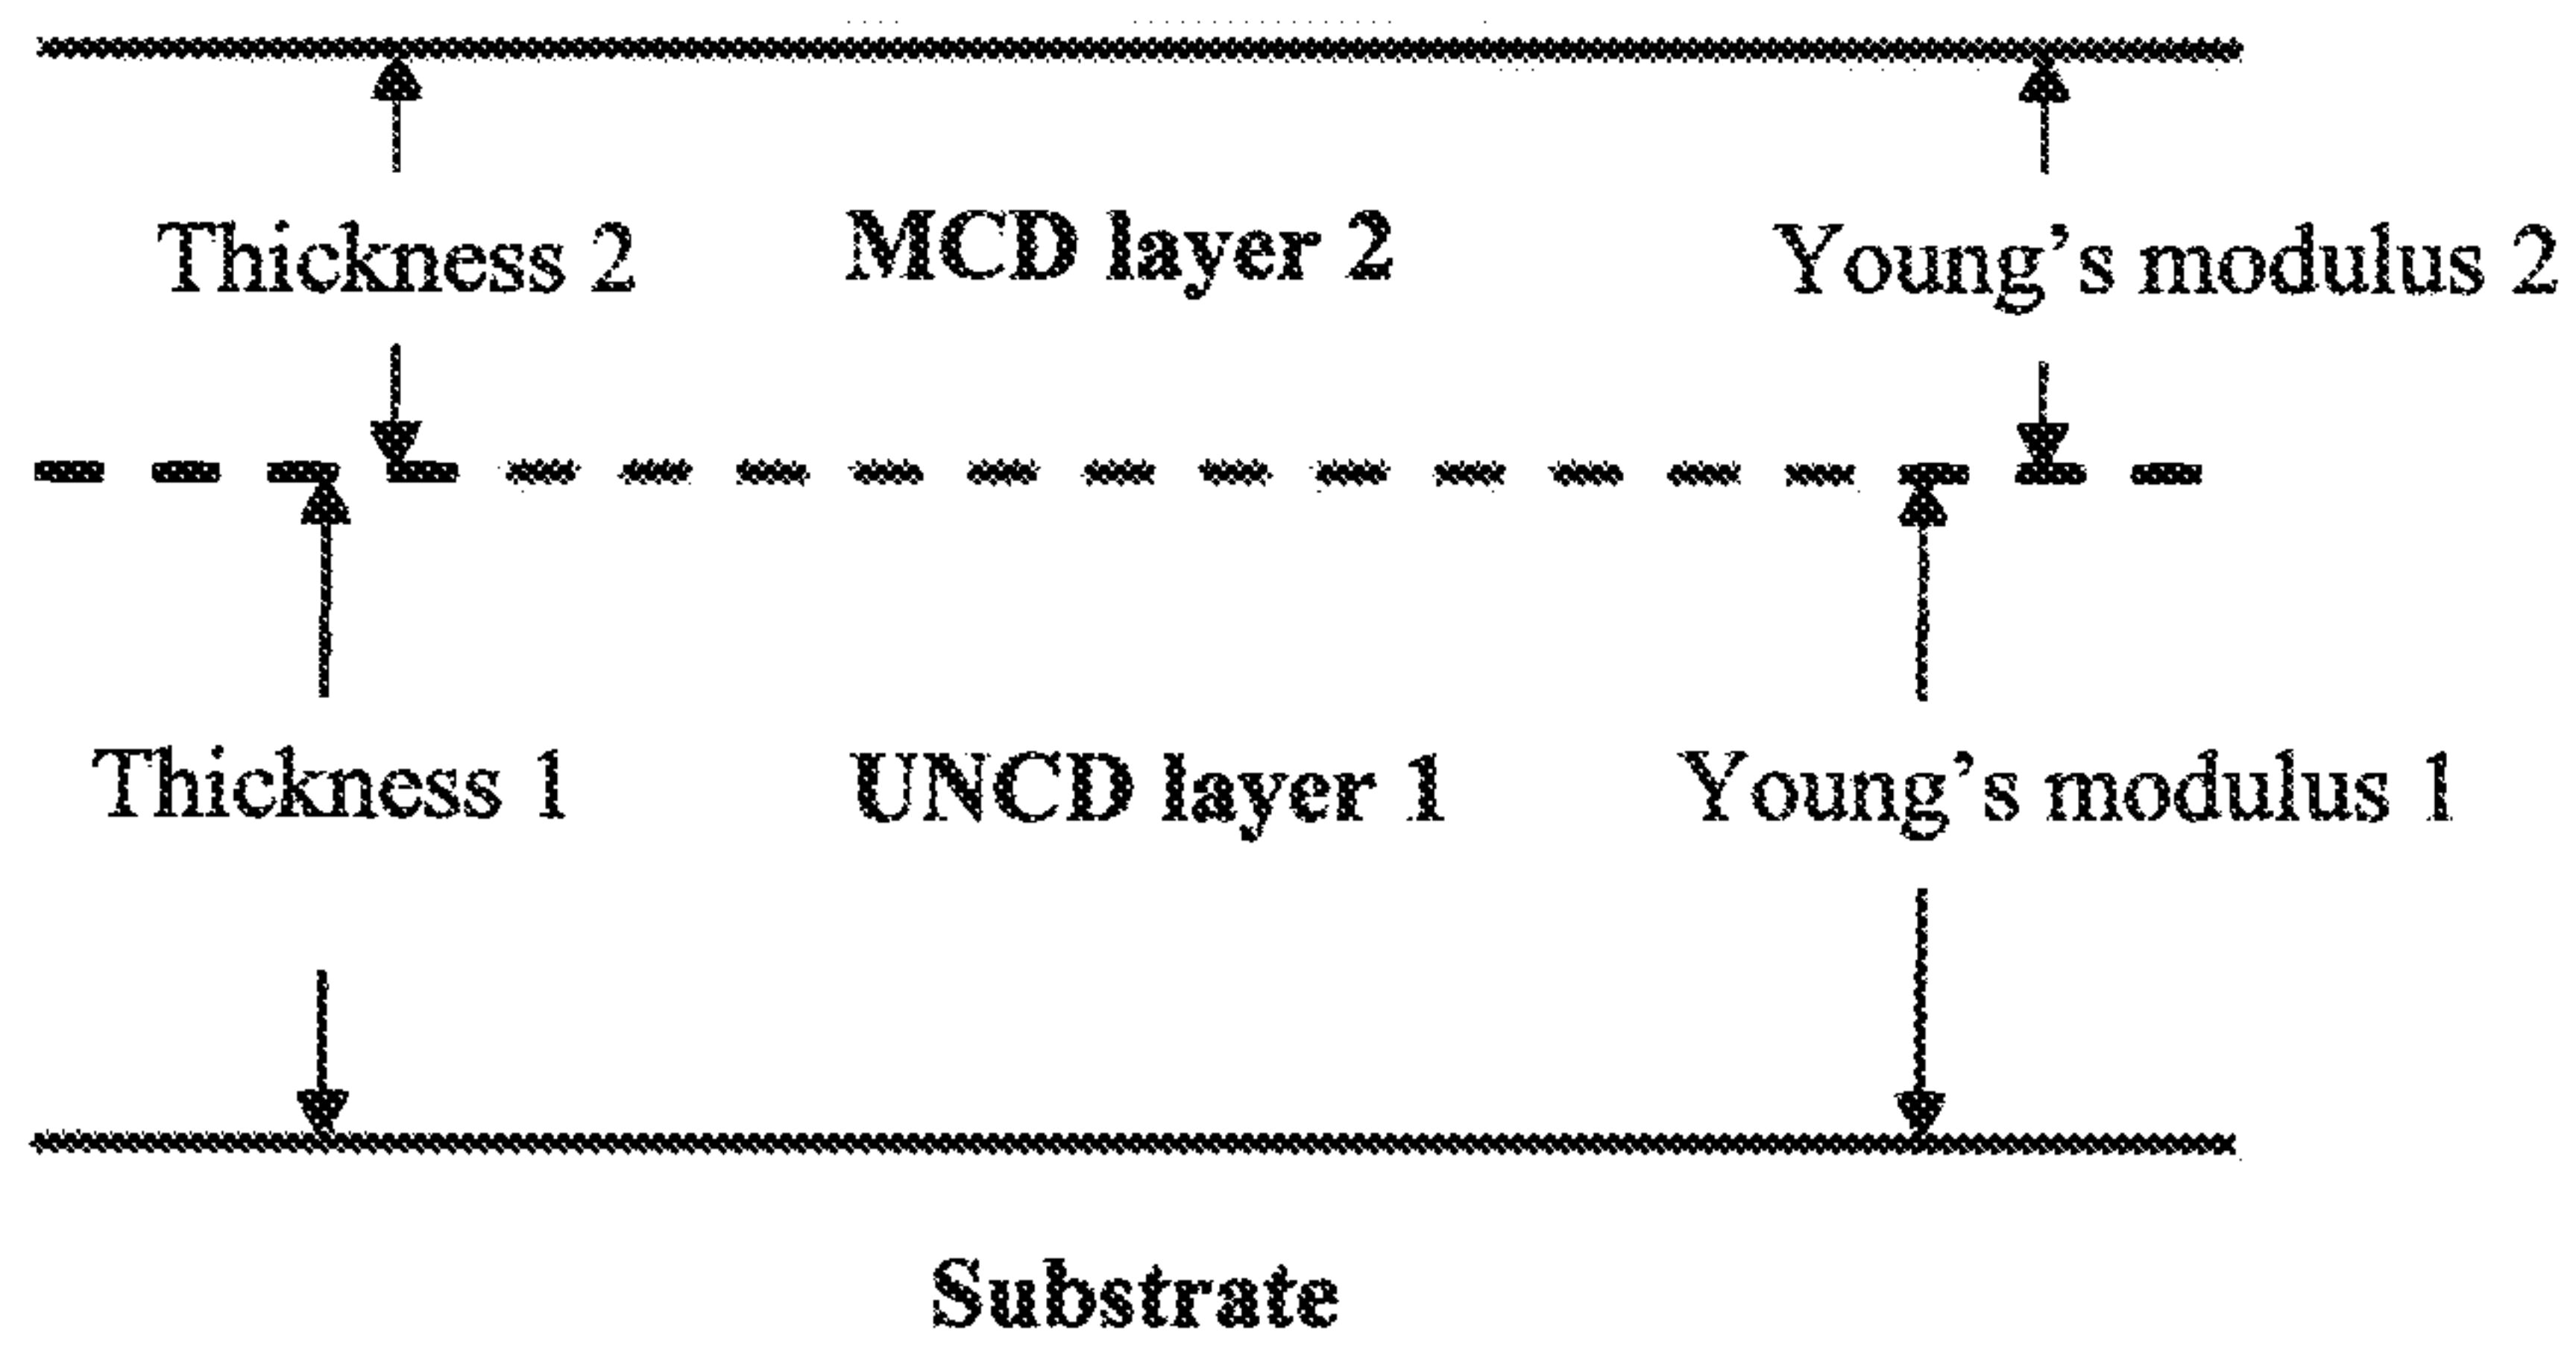 Thickness 2 MCD layer 2 Young's modulus 2
Thickness 1 UNCD layer 1 Young's modulus 1
Substrate